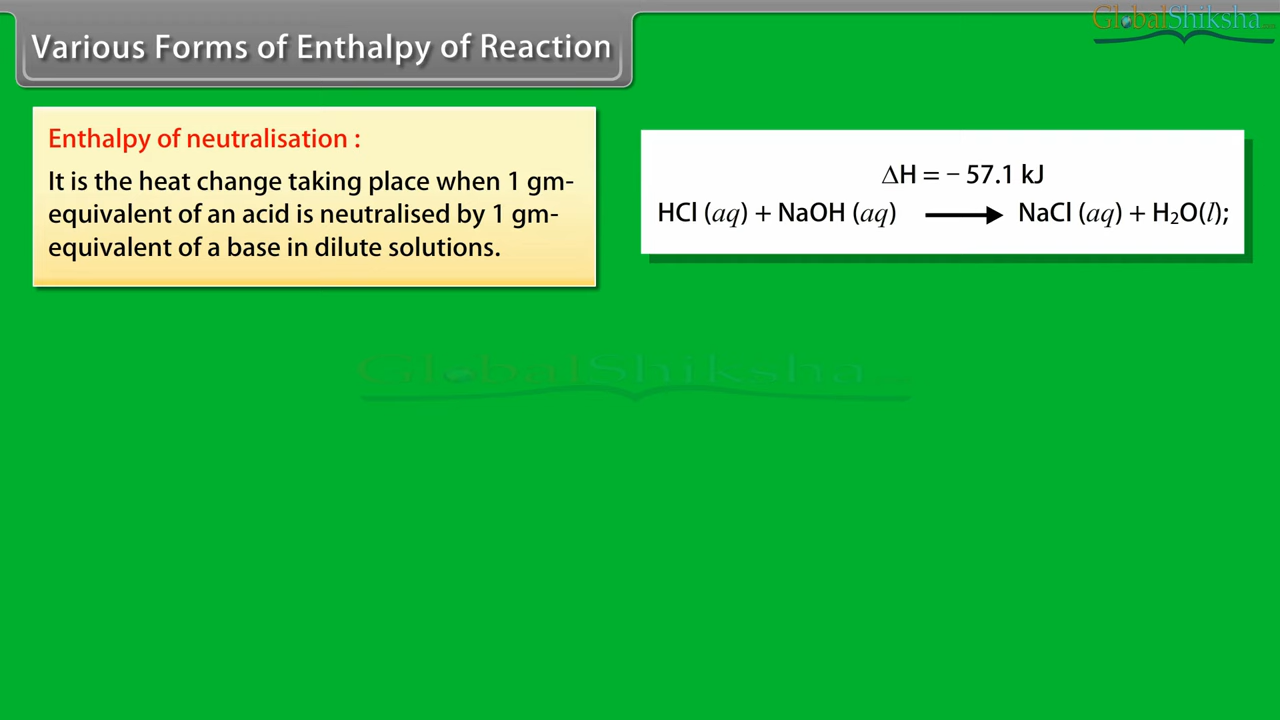 Various Forms of Enthalpy of Reaction
GlobalShiksha
Enthalpy of neutralisation :
It is the heat change taking place when 1 gm-
equivalent of an acid is neutralised by 1 gm-
equivalent of a base in dilute solutions.
ΔH = − 57.1 kJ
HCl (aq) + NaOH (aq) ⟶ NaCl (aq) + H₂O(l);
GlobalShiksha